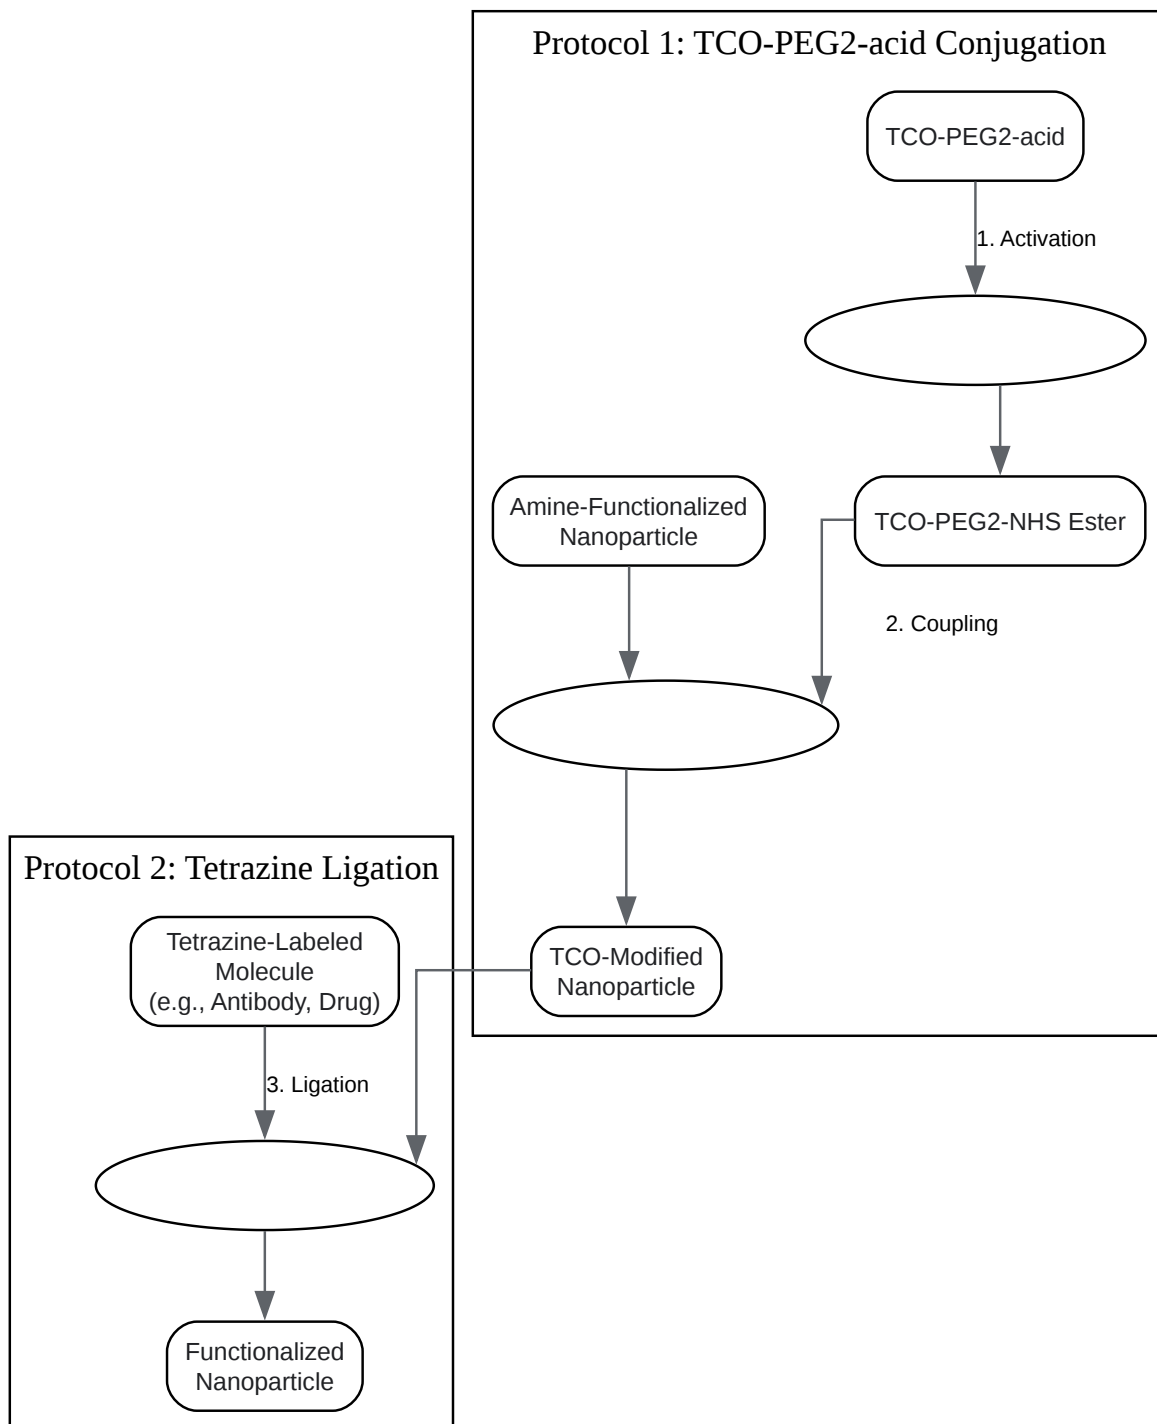 Protocol 1: TCO-PEG2-acid Conjugation
TCO-PEG2-acid
1. Activation
Amine-Functionalized
Nanoparticle
TCO-PEG2-NHS Ester
2. Coupling
TCO-Modified
Nanoparticle
Protocol 2: Tetrazine Ligation
Tetrazine-Labeled
Molecule
(e.g., Antibody, Drug)
3. Ligation
Functionalized
Nanoparticle